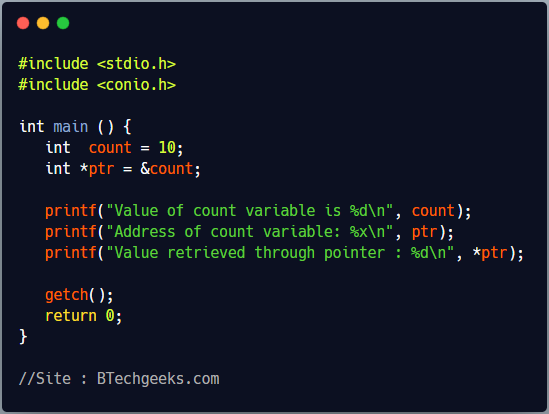 #include <stdio.h>
#include <conio.h>
int main () {
int  count = 10;
int *ptr = &count;
printf("Value of count variable is %d\n", count);
printf("Address of count variable: %x\n", ptr);
printf("Value retrieved through pointer : %d\n", *ptr);
getch();
return 0;
}
//Site : BTechgeeks.com